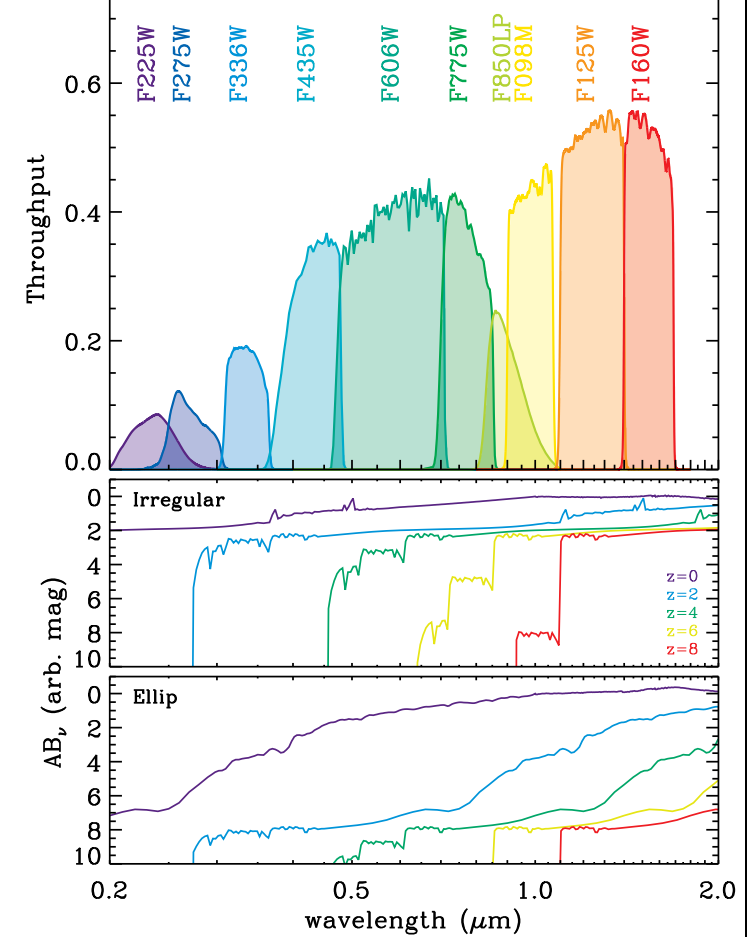 F225W
F275W
F336W
F435W
F606W
F775W
F850LP
F098M
F125W
F160W
Throughput
0.6
0.4
0.2
0.0
Irregular
0
2
4
6
8
10
z=0
z=2
z=4
z=6
z=8
ABν (arb. mag)
Ellip
0
2
4
6
8
10
0.2 0.5 1.0 2.0
wavelength (μm)